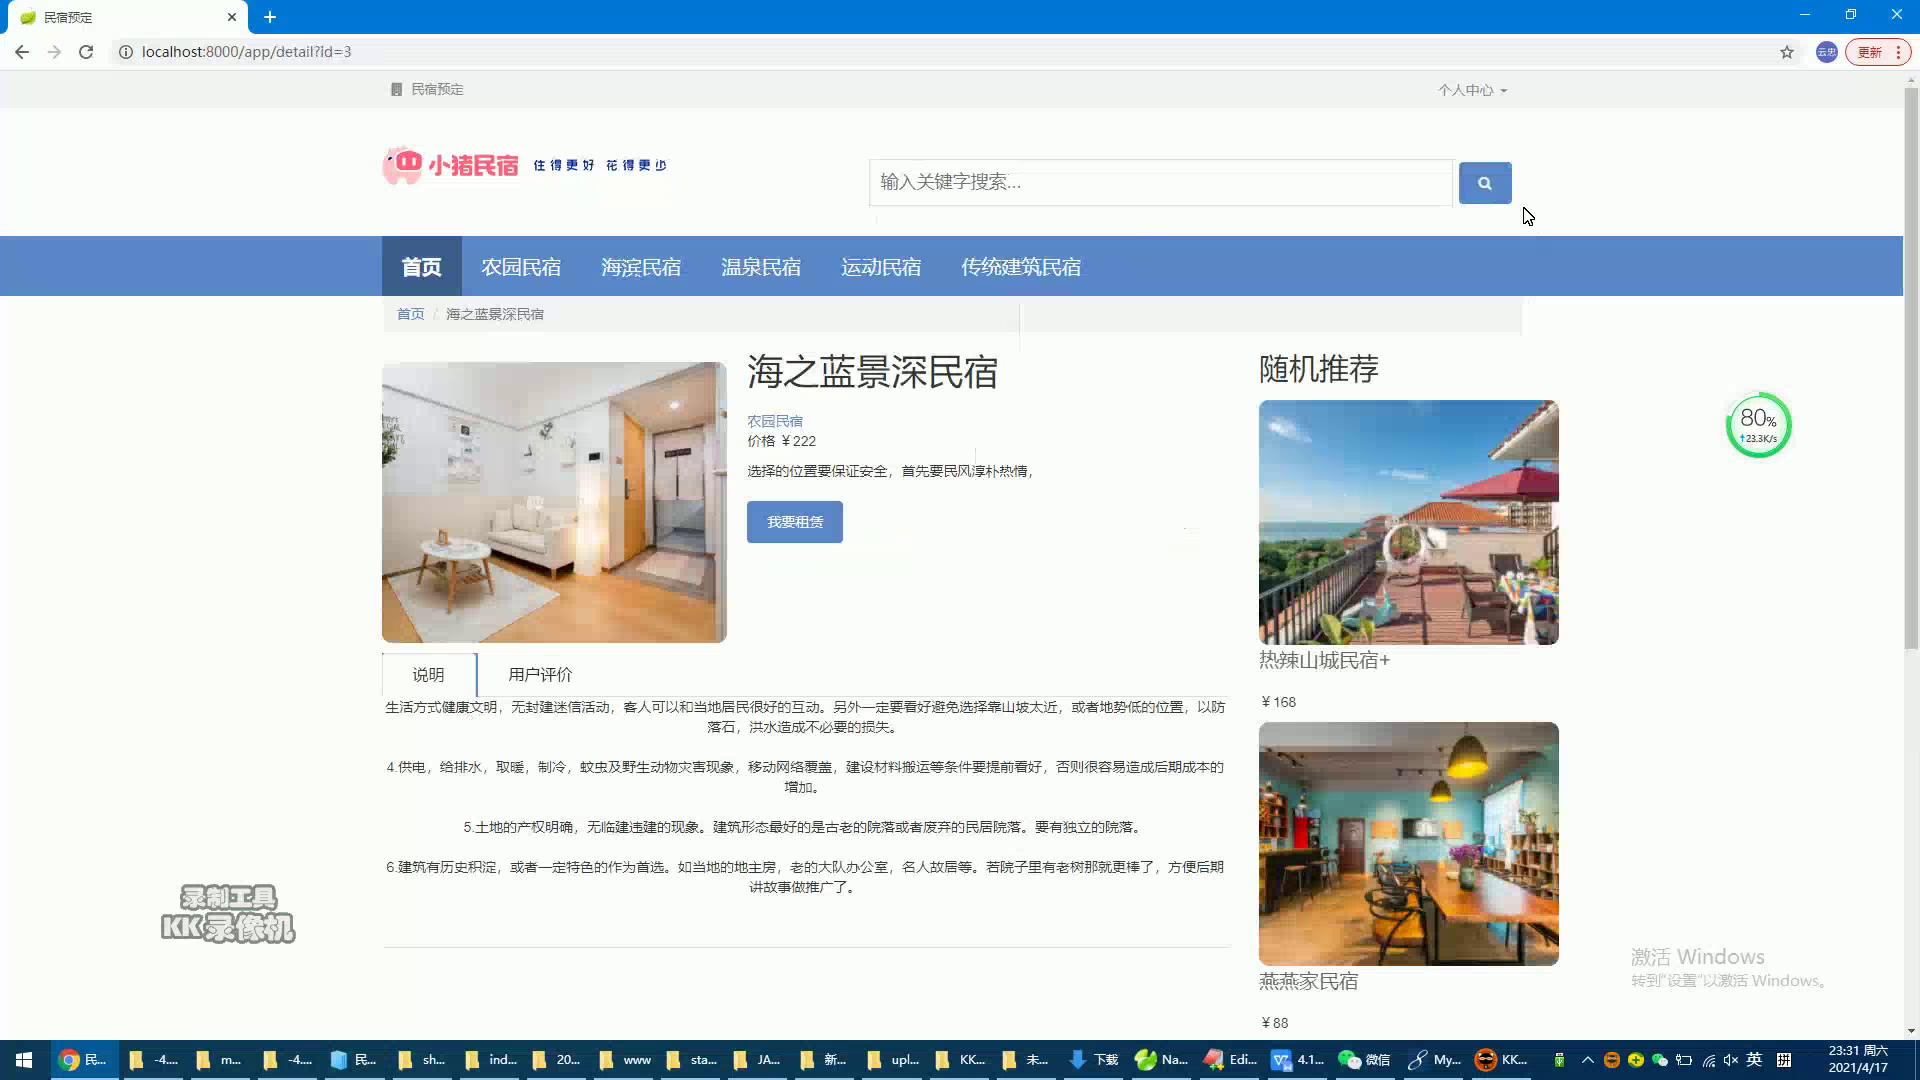 民宿预定
localhost:8000/app/detail?id=3
云忠
更新
民宿预定
个人中心
小猪民宿
住得更好 花得更少
输入关键字搜索...
首页
农园民宿
海滨民宿
温泉民宿
运动民宿
传统建筑民宿
首页 / 海之蓝景深民宿
海之蓝景深民宿
农园民宿
价格 ¥222
选择的位置要保证安全，首先要民风淳朴热情，
我要租赁
说明
用户评价
生活方式健康文明，无封建迷信活动，客人可以和当地居民很好的互动。另外一定要看好避免选择靠山坡太近，或者地势低的位置，以防
落石，洪水造成不必要的损失。
4.供电，给排水，取暖，制冷，蚊虫及野生动物灾害现象，移动网络覆盖，建设材料搬运等条件要提前看好，否则很容易造成后期成本的
增加。
5.土地的产权明确，无临建违建的现象。建筑形态最好的是古老的院落或者废弃的民居院落。要有独立的院落。
6.建筑有历史积淀，或者一定特色的作为首选。如当地的地主房，老的大队办公室，名人故居等。若院子里有老树那就更棒了，方便后期
讲故事做推广了。
随机推荐
热辣山城民宿+
¥168
燕燕家民宿
¥88
80%
23.3K/s
录制工具
KK录像机
激活 Windows
转到"设置"以激活 Windows。
民...
-4....
m...
-4....
民...
sh...
ind...
20...
www
sta...
JA...
新...
upl...
KK...
未...
下载
Na...
Edi...
4.1...
微信
My...
KK...
英
拼
23:31 周六
2021/4/17